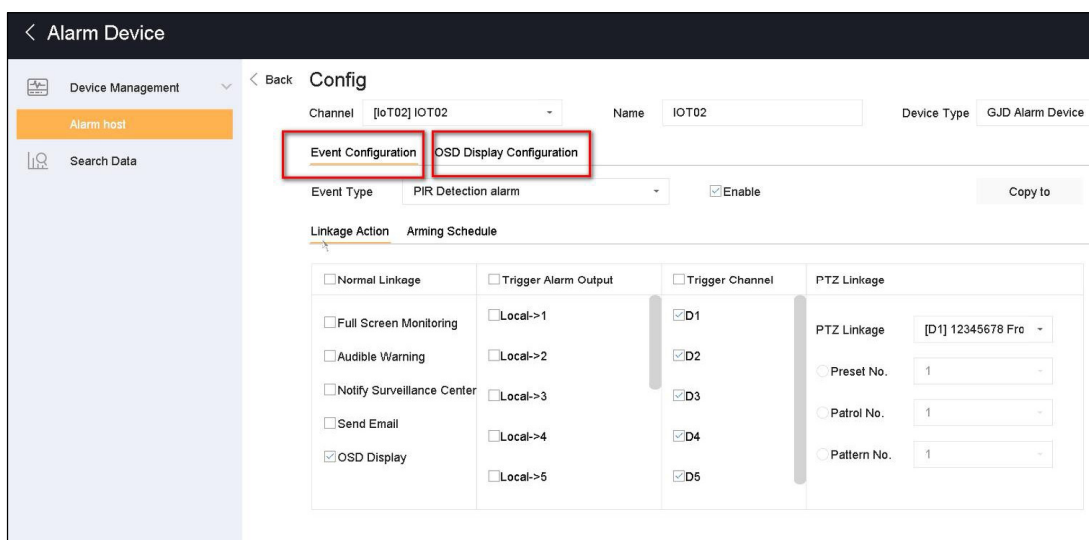 < Alarm Device
Device Management
Alarm host
Search Data
< Back Config
Channel [IoT02] IOT02 Name IOT02 Device Type GJD Alarm Device
Event Configuration OSD Display Configuration
Event Type PIR Detection alarm Enable Copy to
Linkage Action Arming Schedule
Normal Linkage Trigger Alarm Output Trigger Channel PTZ Linkage
Full Screen Monitoring Local->1 D1 PTZ Linkage [D1] 12345678 Fro
Audible Warning Local->2 D2 Preset No. 1
Notify Surveillance Center Local->3 D3 Patrol No. 1
Send Email Local->4 D4 Pattern No. 1
OSD Display Local->5 D5